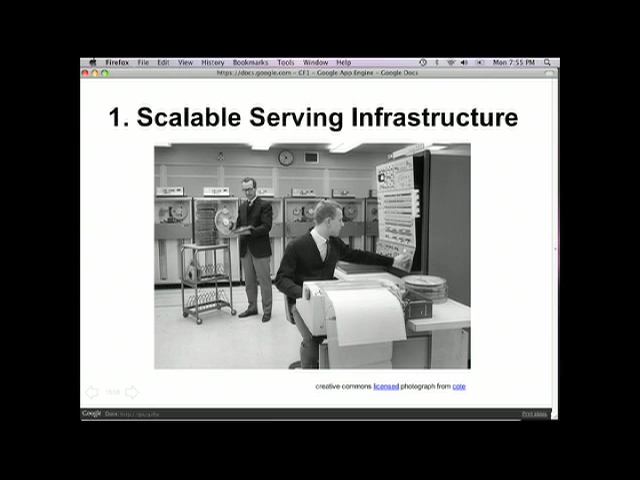 Firefox File Edit View History Bookmarks Tools Window Help Mon 7:55 PM
https://docs.google.com – CF1 – Google App Engine – Google Docs
1. Scalable Serving Infrastructure
creative commons licensed photograph from cote
Google Docs